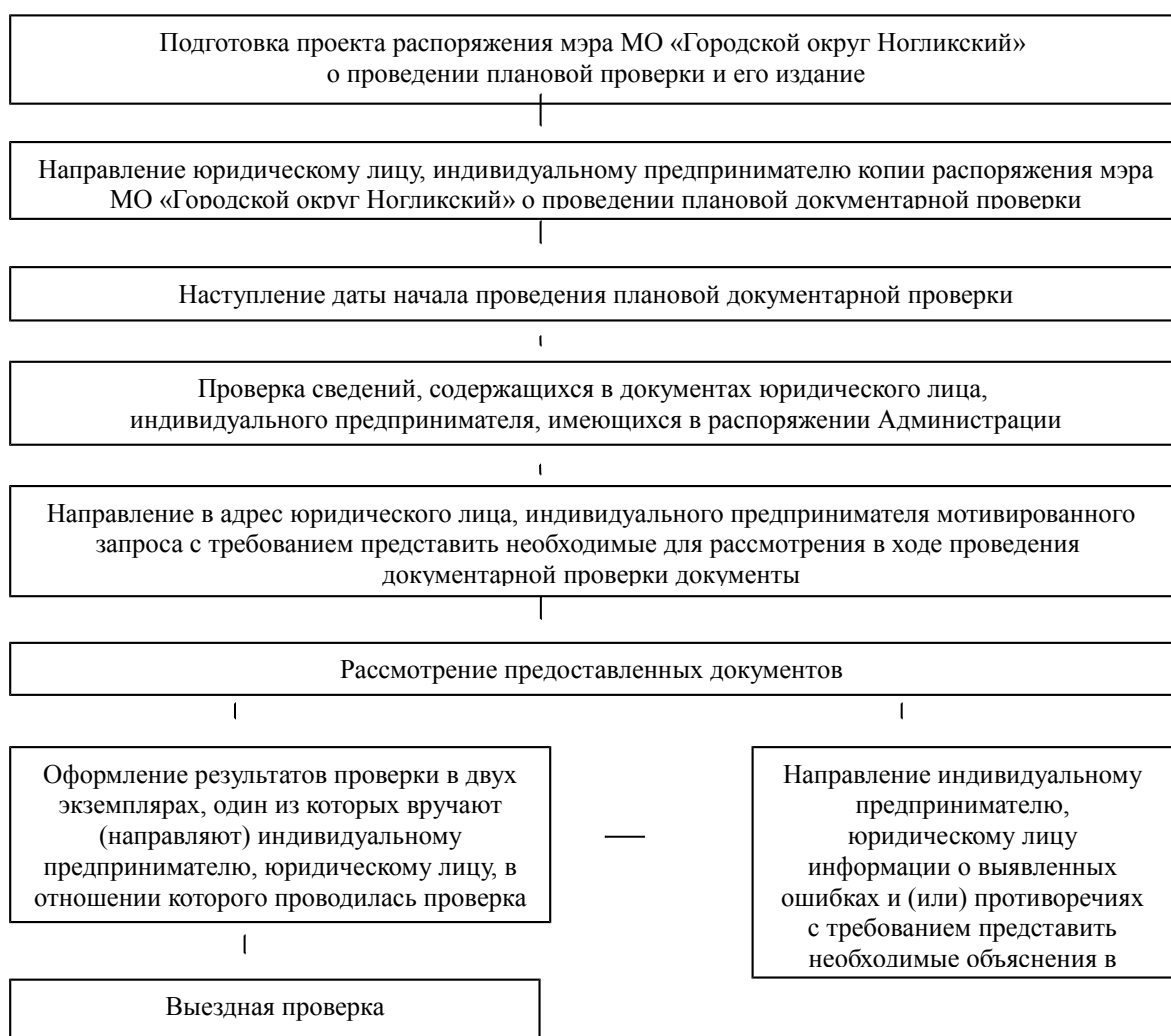 Подготовка проекта распоряжения мэра МО «Городской округ Ногликский»
о проведении плановой проверки и его издание
Направление юридическому лицу, индивидуальному предпринимателю копии распоряжения мэра
МО «Городской округ Ногликский» о проведении плановой документарной проверки
Наступление даты начала проведения плановой документарной проверки
Проверка сведений, содержащихся в документах юридического лица,
индивидуального предпринимателя, имеющихся в распоряжении Администрации
Направление в адрес юридического лица, индивидуального предпринимателя мотивированного
запроса с требованием представить необходимые для рассмотрения в ходе проведения
документарной проверки документы
Рассмотрение предоставленных документов
Оформление результатов проверки в двух
экземплярах, один из которых вручают
(направляют) индивидуальному
предпринимателю, юридическому лицу, в
отношении которого проводилась проверка
Направление индивидуальному
предпринимателю,
юридическому лицу
информации о выявленных
ошибках и (или) противоречиях
с требованием представить
необходимые объяснения в
Выездная проверка